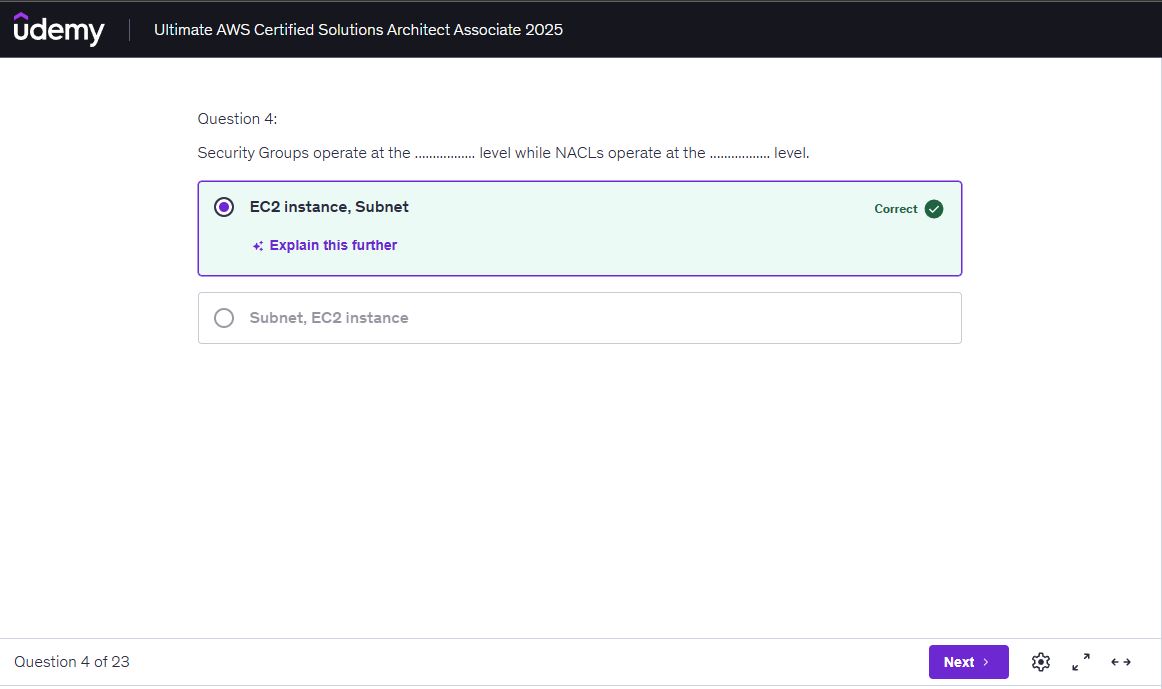 ûdemy
Ultimate AWS Certified Solutions Architect Associate 2025
Question 4:
Security Groups operate at the ................ level while NACLs operate at the ................ level.
EC2 instance, Subnet
Correct
Explain this further
Subnet, EC2 instance
Question 4 of 23
Next